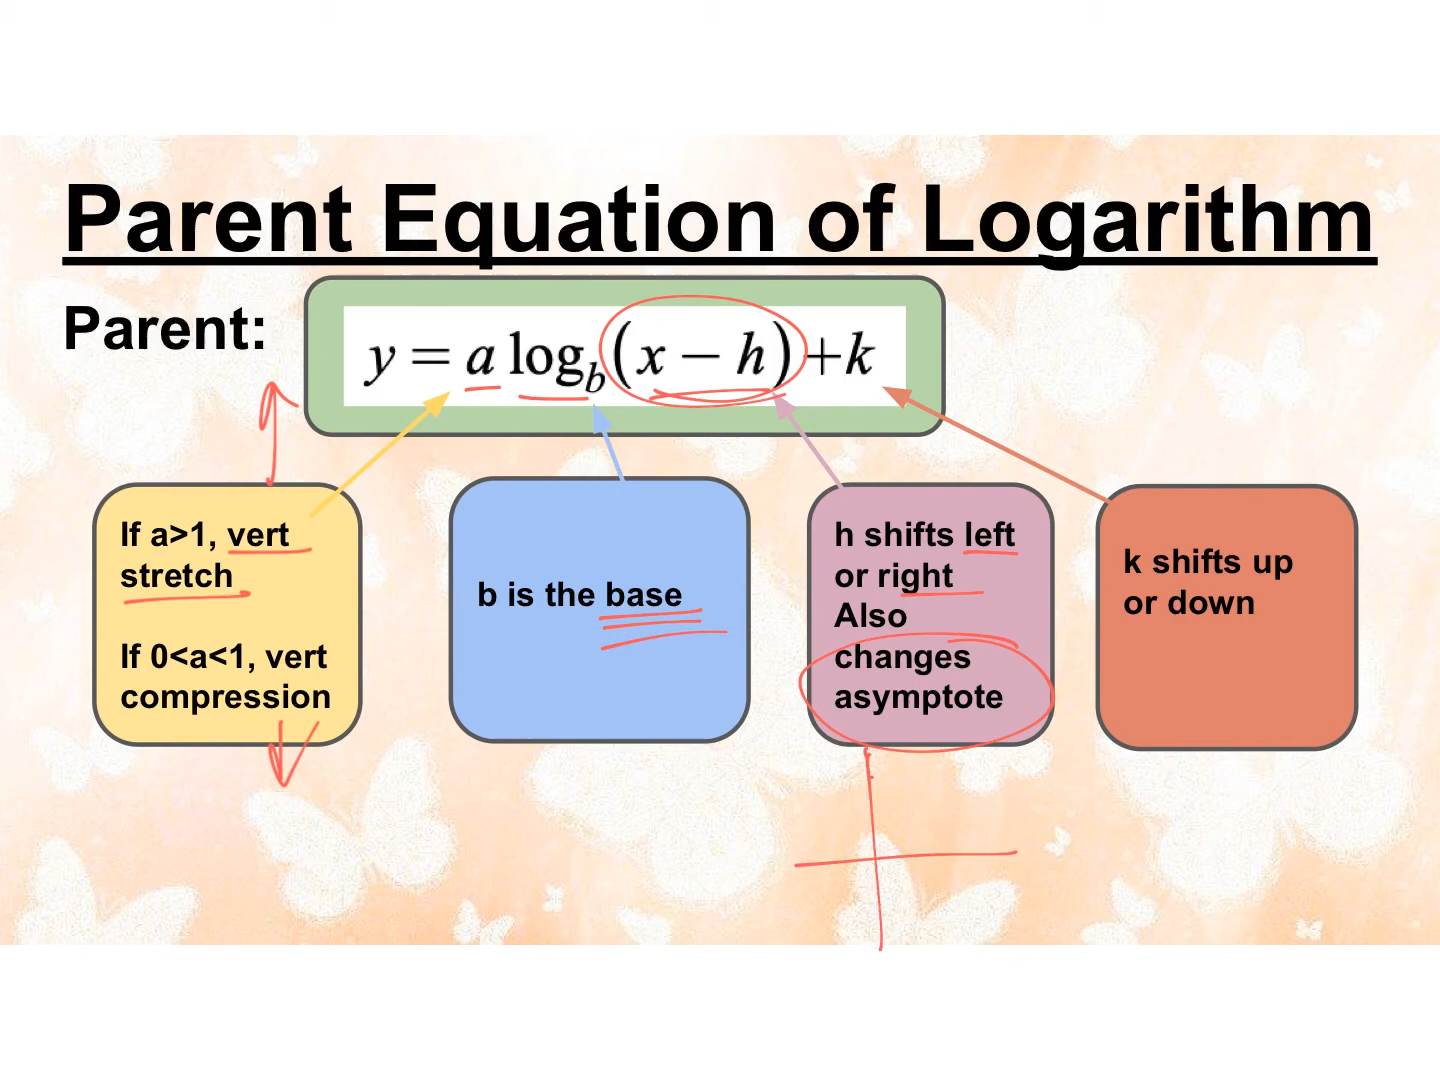 Parent Equation of Logarithm
Parent:
y = a log_b(x − h)+k
If a>1, vert
stretch
If 0<a<1, vert
compression
b is the base
h shifts left
or right
Also
changes
asymptote
k shifts up
or down